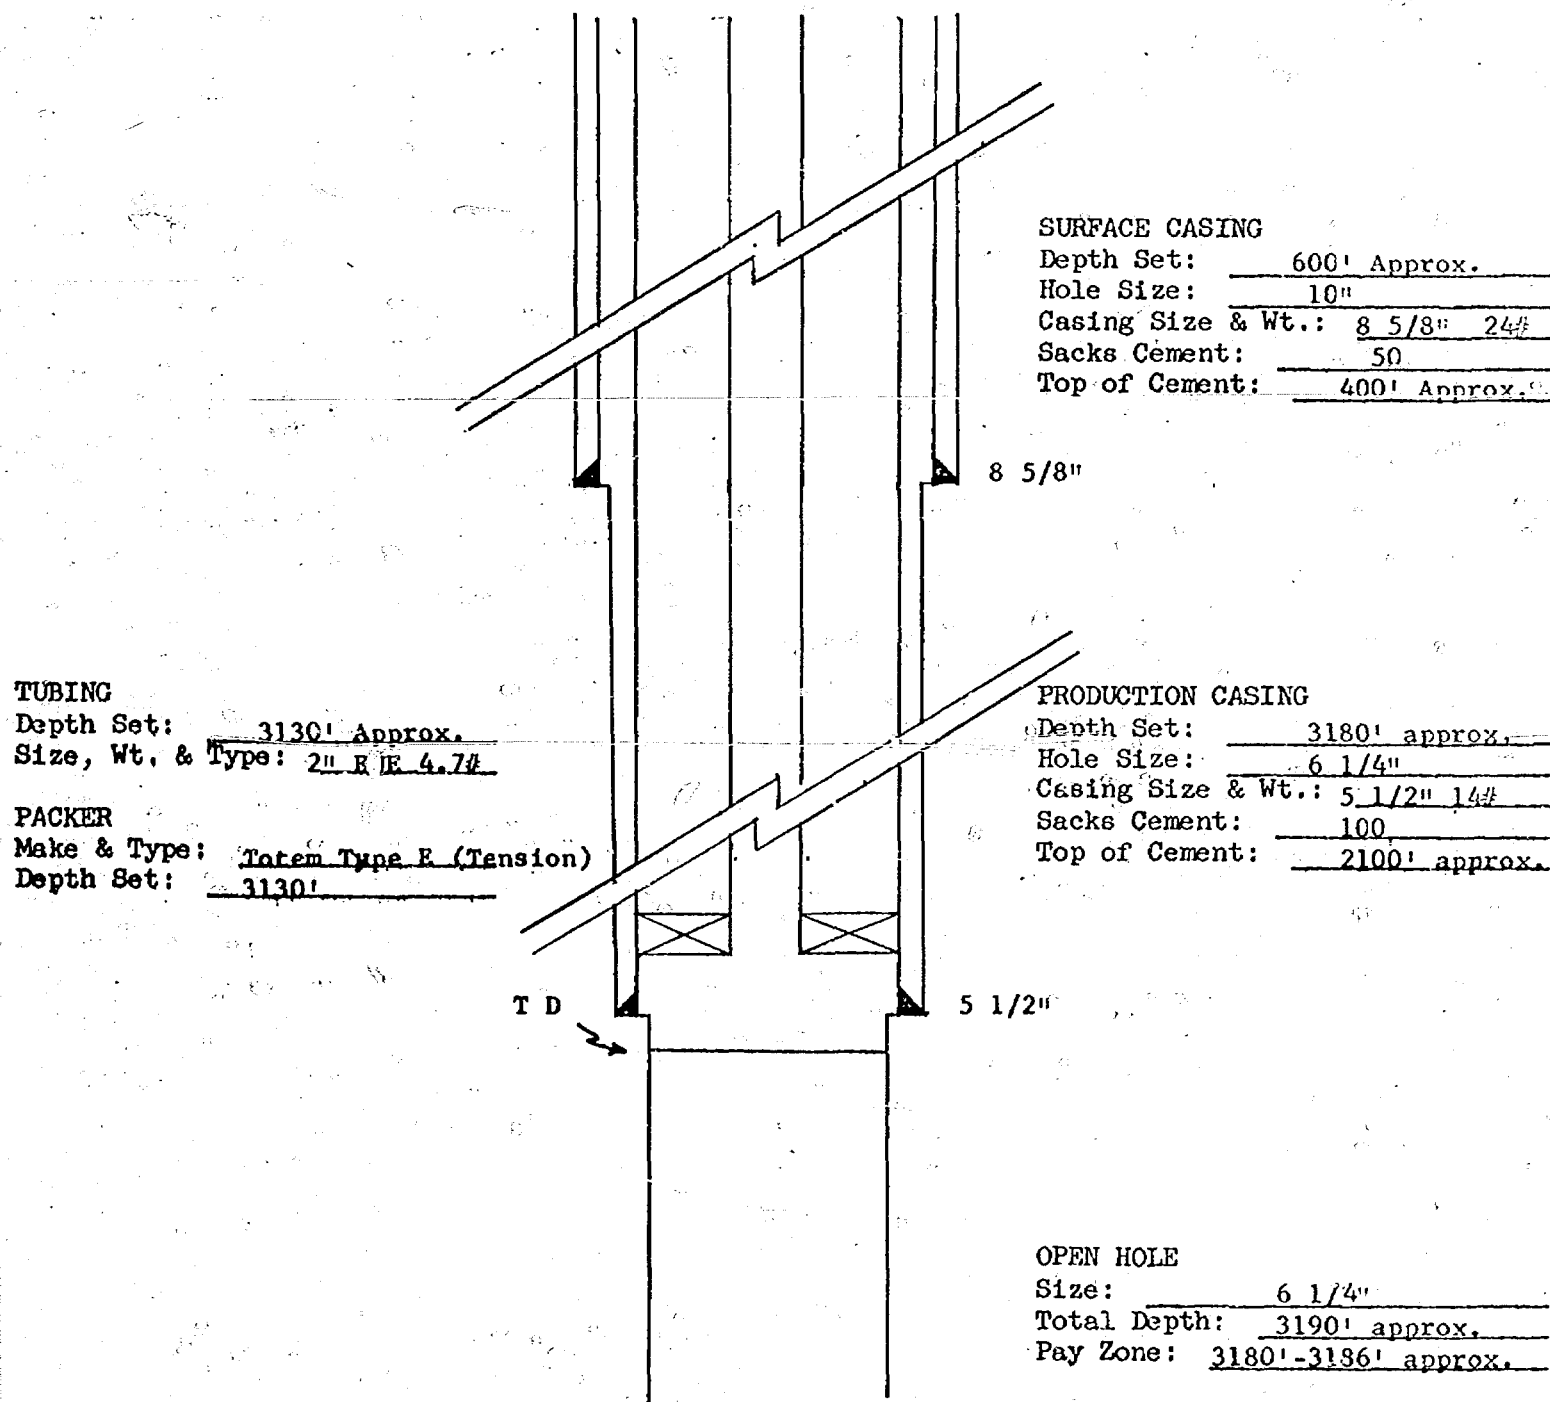 SURFACE CASING
Depth Set: 600' Approx.
Hole Size: 10"
Casing Size & Wt.: 8 5/8" 24#
Sacks Cement: 50
Top of Cement: 400' Approx.
8 5/8"
TUBING
Depth Set: 3130' Approx.
Size, Wt. & Type: 2" 4.7#
PACKER
Make & Type: Totem Type E (Tension)
Depth Set: 3130'
PRODUCTION CASING
Depth Set: 3180' approx.
Hole Size: 6 1/4"
Casing Size & Wt.: 5 1/2" 14#
Sacks Cement: 100
Top of Cement: 2100' approx.
T D
5 1/2"
OPEN HOLE
Size: 6 1/4"
Total Depth: 3190' approx.
Pay Zone: 3180'-3186' approx.